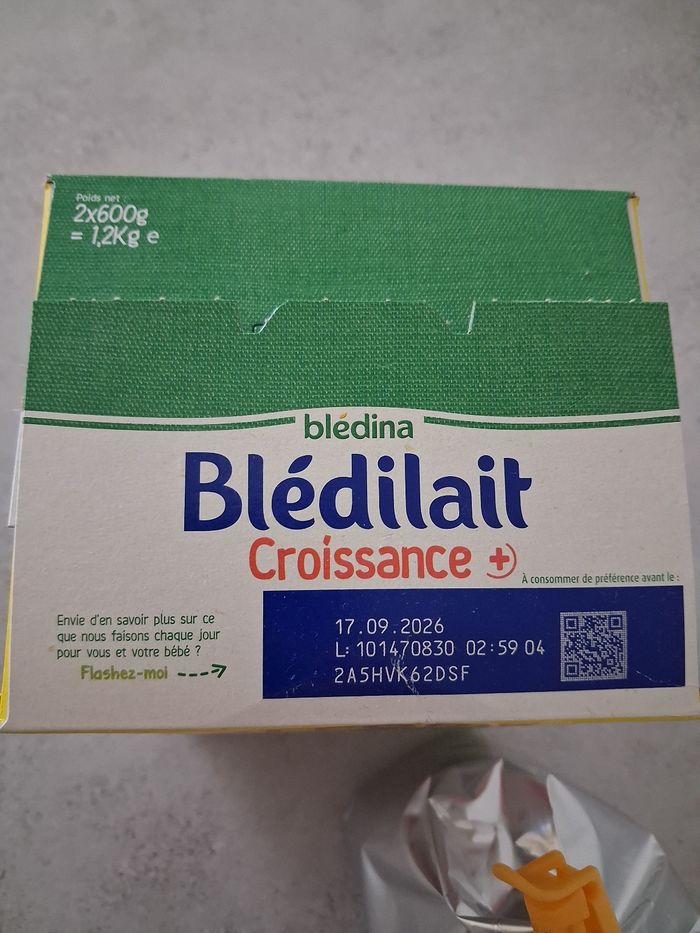 Poids net
2x600g
= 1,2Kg e
blédina
Blédilait
Croissance +
À consommer de préférence avant le :
Envie d'en savoir plus sur ce
que nous faisons chaque jour
pour vous et votre bébé ?
Flashez-moi
17.09.2026
L: 101470830 02:59 04
2A5HVK62DSF